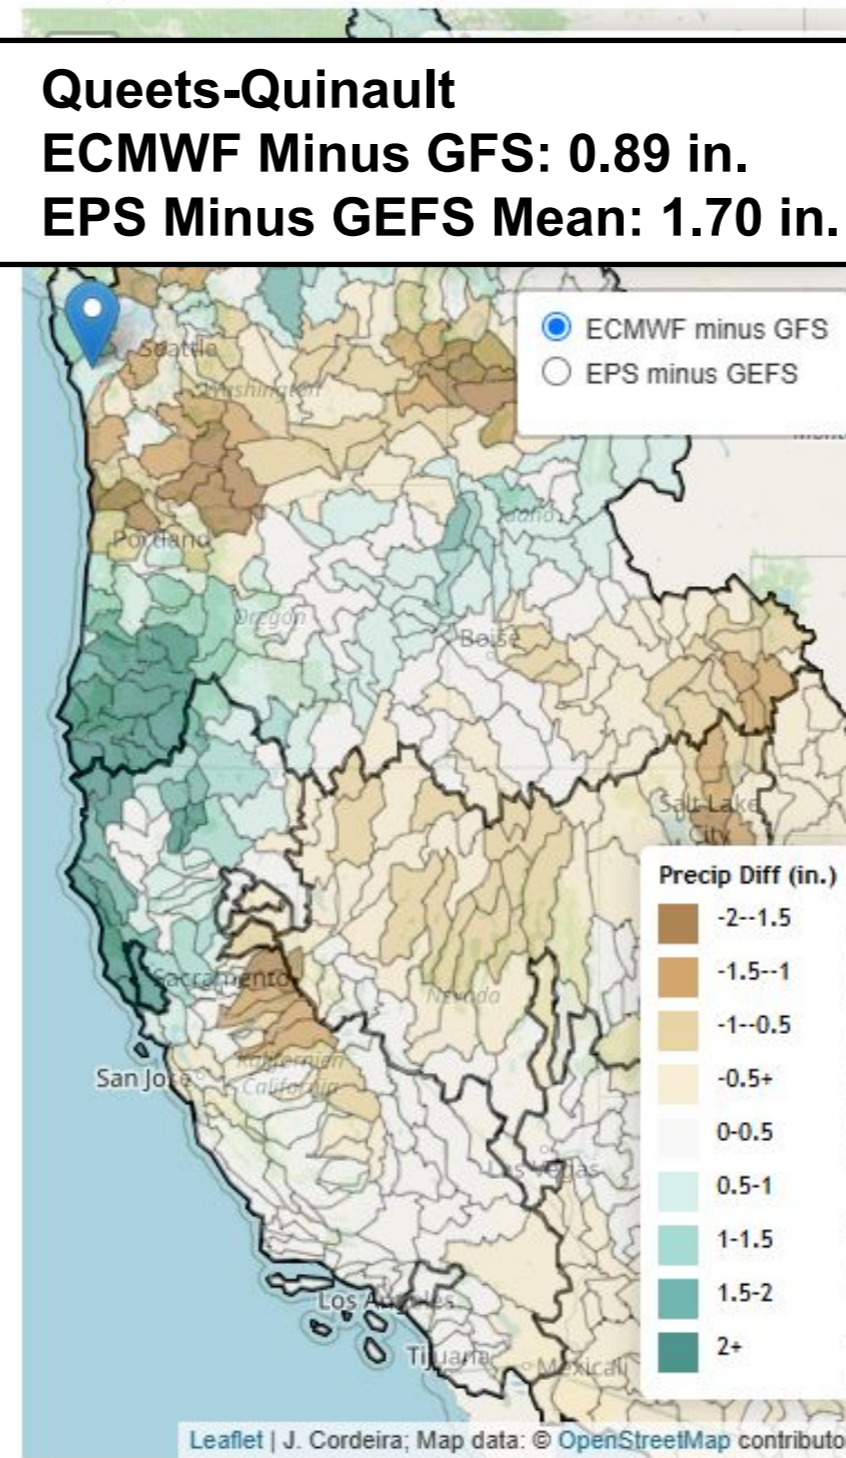 Queets-Quinault
ECMWF Minus GFS: 0.89 in.
EPS Minus GEFS Mean: 1.70 in.
ECMWF minus GFS
EPS minus GEFS
Seattle
Washington
Portland
Idaho
Oregon
Boise
Salt Lake
City
Precip Diff (in.)
-2--1.5
-1.5--1
-1--0.5
-0.5+
0-0.5
0.5-1
1-1.5
1.5-2
2+
Sacramento
Nevada
San Jose
Kalifornien
California
Las Vegas
Los Angeles
Tijuana
Mexicali
Leaflet | J. Cordeira; Map data: © OpenStreetMap contributo